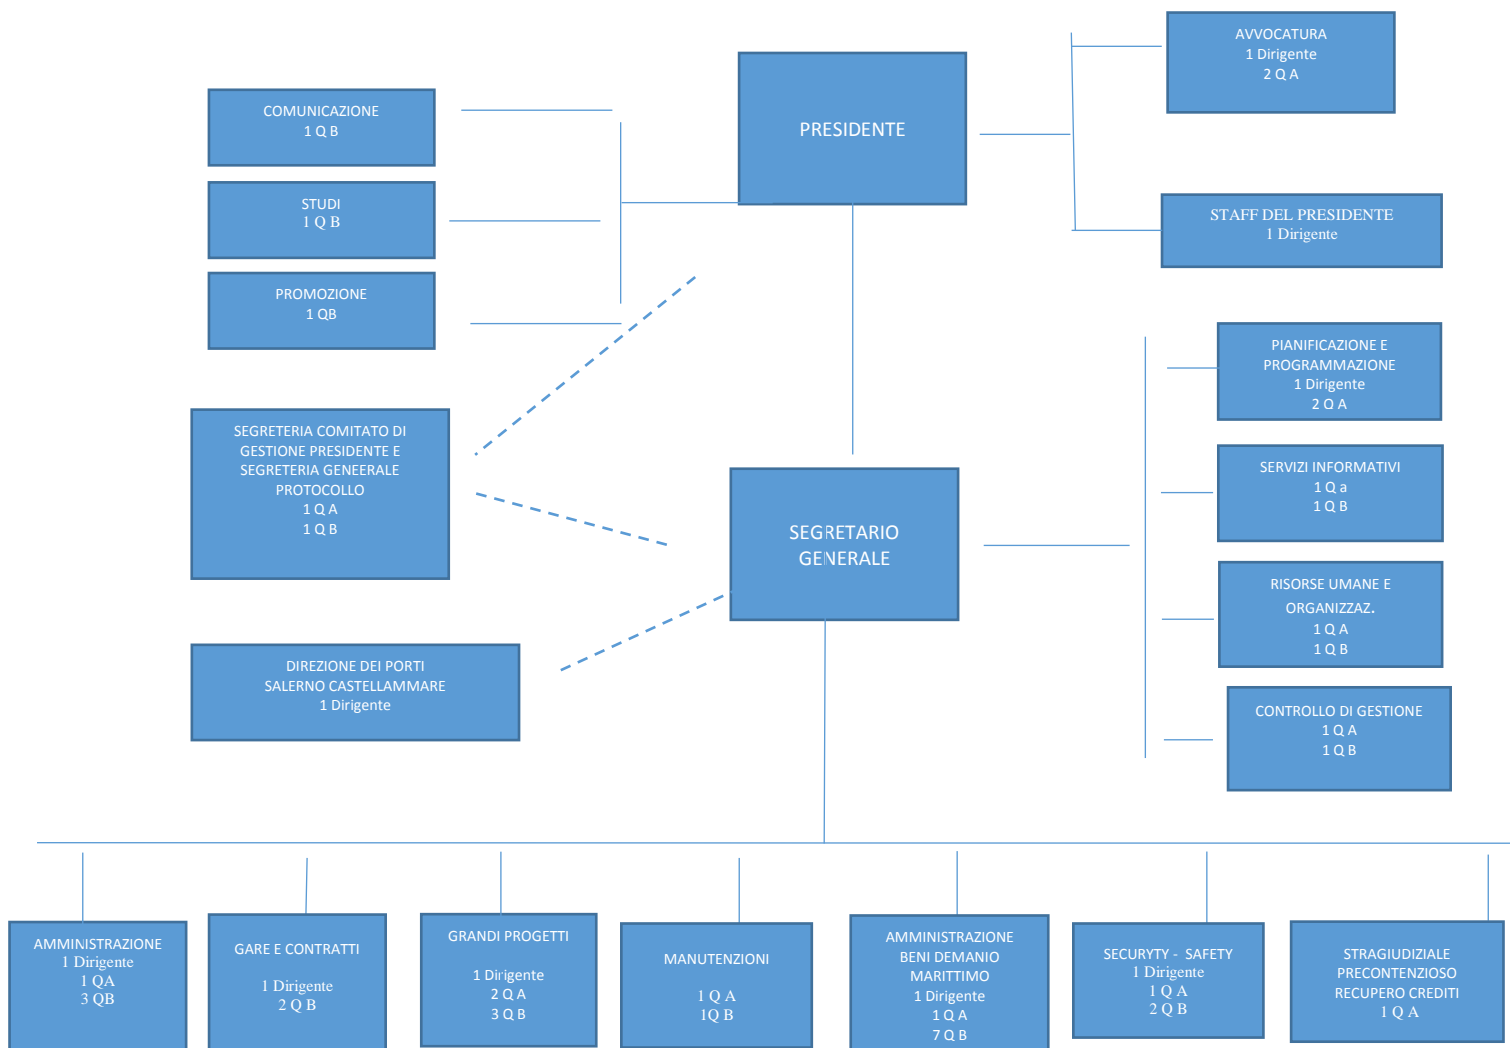 AVVOCATURA
1 Dirigente
2 Q A
COMUNICAZIONE
1 Q B
PRESIDENTE
STUDI
1 Q B
STAFF DEL PRESIDENTE
1 Dirigente
PROMOZIONE
1 QB
PIANIFICAZIONE E
PROGRAMMAZIONE
1 Dirigente
2 Q A
SEGRETERIA COMITATO DI
GESTIONE PRESIDENTE E
SEGRETERIA GENEERALE
PROTOCOLLO
1 Q A
1 Q B
SERVIZI INFORMATIVI
1 Q a
1 Q B
SEGRETARIO
GENERALE
RISORSE UMANE E
ORGANIZZAZ.
1 Q A
1 Q B
DIREZIONE DEI PORTI
SALERNO CASTELLAMMARE
1 Dirigente
CONTROLLO DI GESTIONE
1 Q A
1 Q B
AMMINISTRAZIONE
1 Dirigente
1 QA
3 QB
GARE E CONTRATTI
1 Dirigente
2 Q B
GRANDI PROGETTI
1 Dirigente
2 Q A
3 Q B
MANUTENZIONI
1 Q A
1Q B
AMMINISTRAZIONE
BENI DEMANIO
MARITTIMO
1 Dirigente
1 Q A
7 Q B
SECURYTY - SAFETY
1 Dirigente
1 Q A
2 Q B
STRAGIUDIZIALE
PRECONTENZIOSO
RECUPERO CREDITI
1 Q A